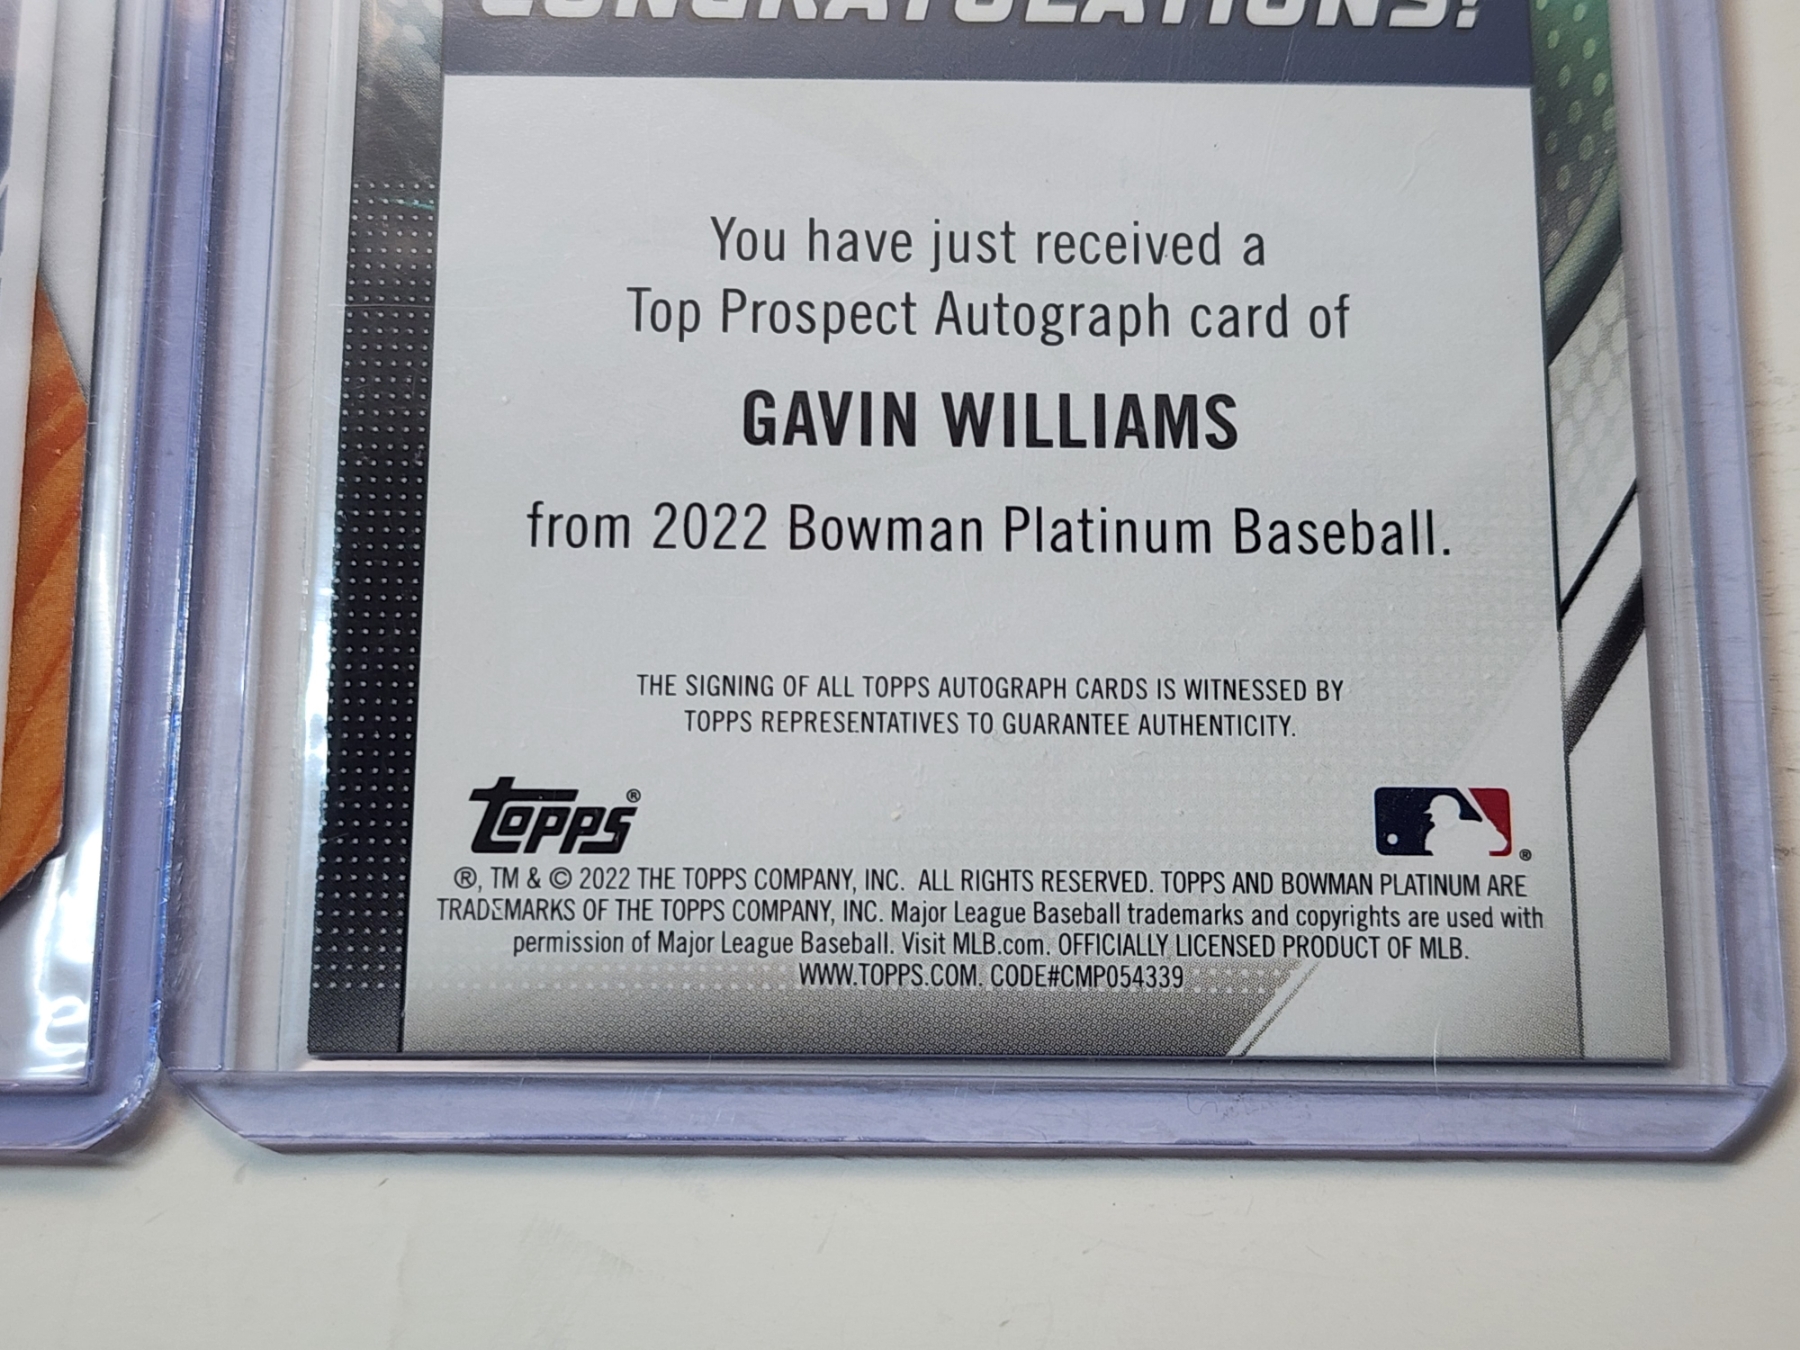 CONGRATULATIONS!
You have just received a
Top Prospect Autograph card of
GAVIN WILLIAMS
from 2022 Bowman Platinum Baseball.
THE SIGNING OF ALL TOPPS AUTOGRAPH CARDS IS WITNESSED BY
TOPPS REPRESENTATIVES TO GUARANTEE AUTHENTICITY.
topps®
®
®, TM & © 2022 THE TOPPS COMPANY, INC. ALL RIGHTS RESERVED. TOPPS AND BOWMAN PLATINUM ARE
TRADEMARKS OF THE TOPPS COMPANY, INC. Major League Baseball trademarks and copyrights are used with
permission of Major League Baseball. Visit MLB.com. OFFICIALLY LICENSED PRODUCT OF MLB.
WWW.TOPPS.COM. CODE#CMP054339